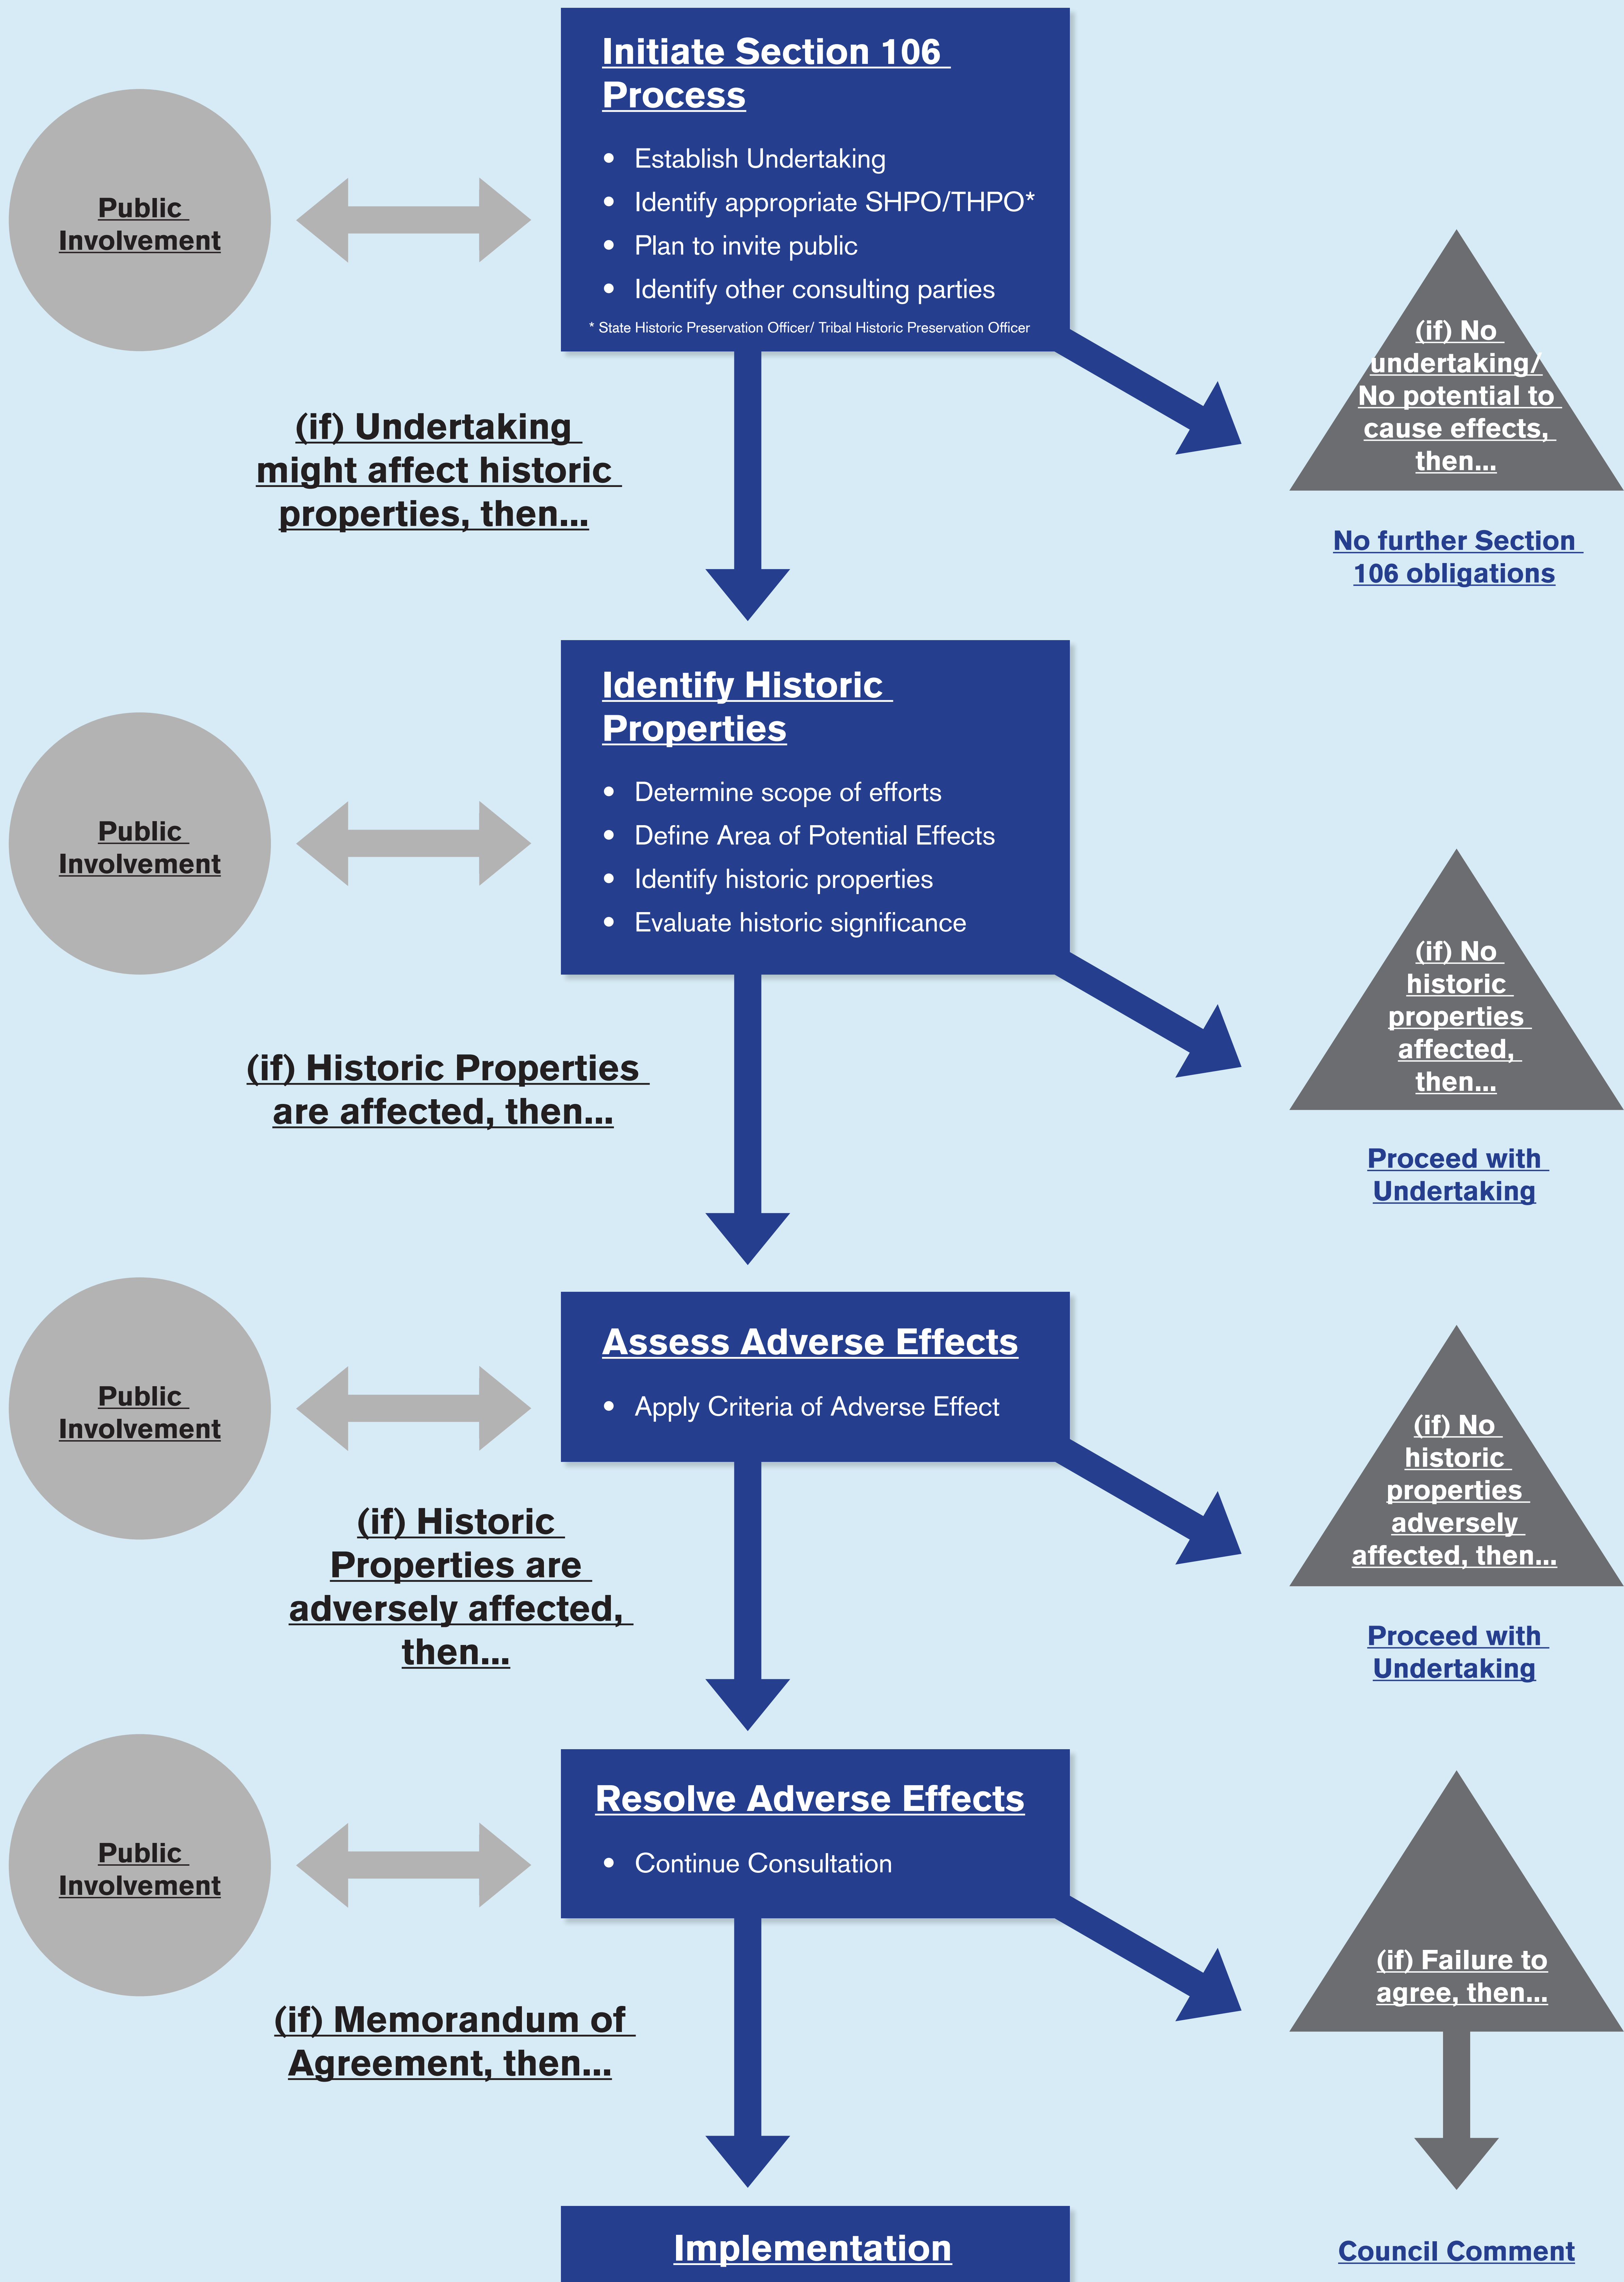 Initiate Section 106
Process
• Establish Undertaking
• Identify appropriate SHPO/THPO*
• Plan to invite public
• Identify other consulting parties
* State Historic Preservation Officer/ Tribal Historic Preservation Officer
Public
Involvement
(if) No
undertaking/
No potential to
cause effects,
then...
No further Section
106 obligations
(if) Undertaking
might affect historic
properties, then...
Identify Historic
Properties
• Determine scope of efforts
• Define Area of Potential Effects
• Identify historic properties
• Evaluate historic significance
Public
Involvement
(if) No
historic
properties
affected,
then...
Proceed with
Undertaking
(if) Historic Properties
are affected, then...
Assess Adverse Effects
• Apply Criteria of Adverse Effect
Public
Involvement
(if) No
historic
properties
adversely
affected, then...
Proceed with
Undertaking
(if) Historic
Properties are
adversely affected,
then...
Resolve Adverse Effects
• Continue Consultation
Public
Involvement
(if) Failure to
agree, then...
(if) Memorandum of
Agreement, then...
Implementation
Council Comment